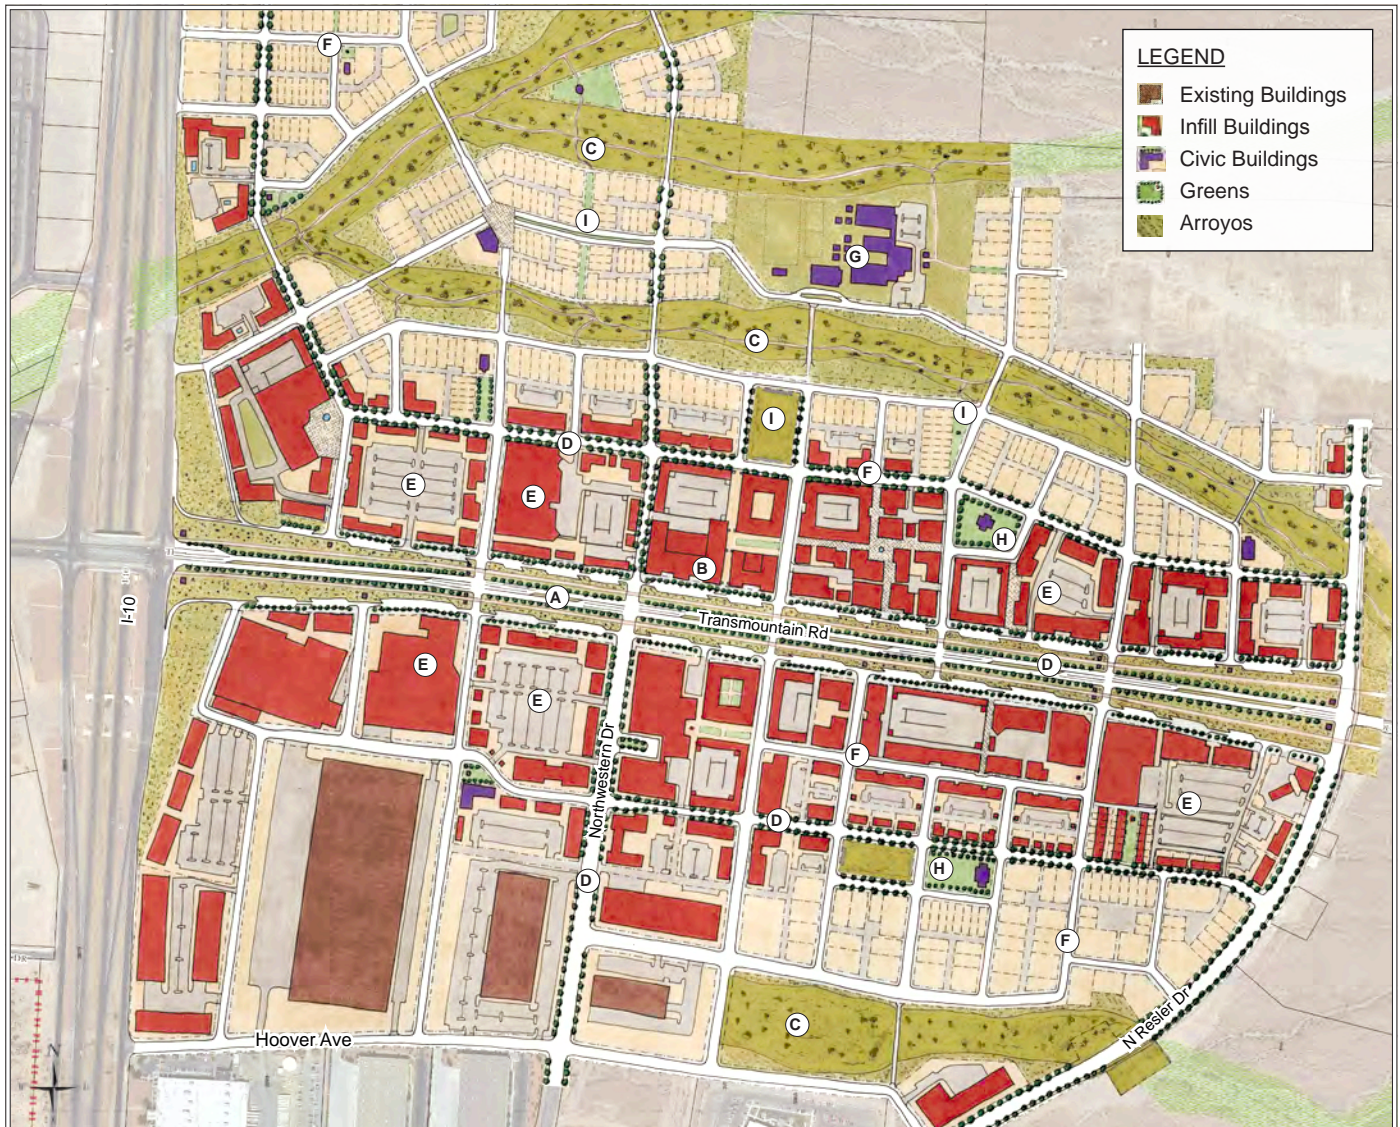 F
LEGEND
Existing Buildings
Infill Buildings
Civic Buildings
Greens
Arroyos
C
I
G
C
I
I
D
F
E
E
H
B
E
A
I-10
Transmountain Rd
D
E
E
Northwestern Dr
F
E
D
H
D
F
C
N Resler Dr
Hoover Ave
N